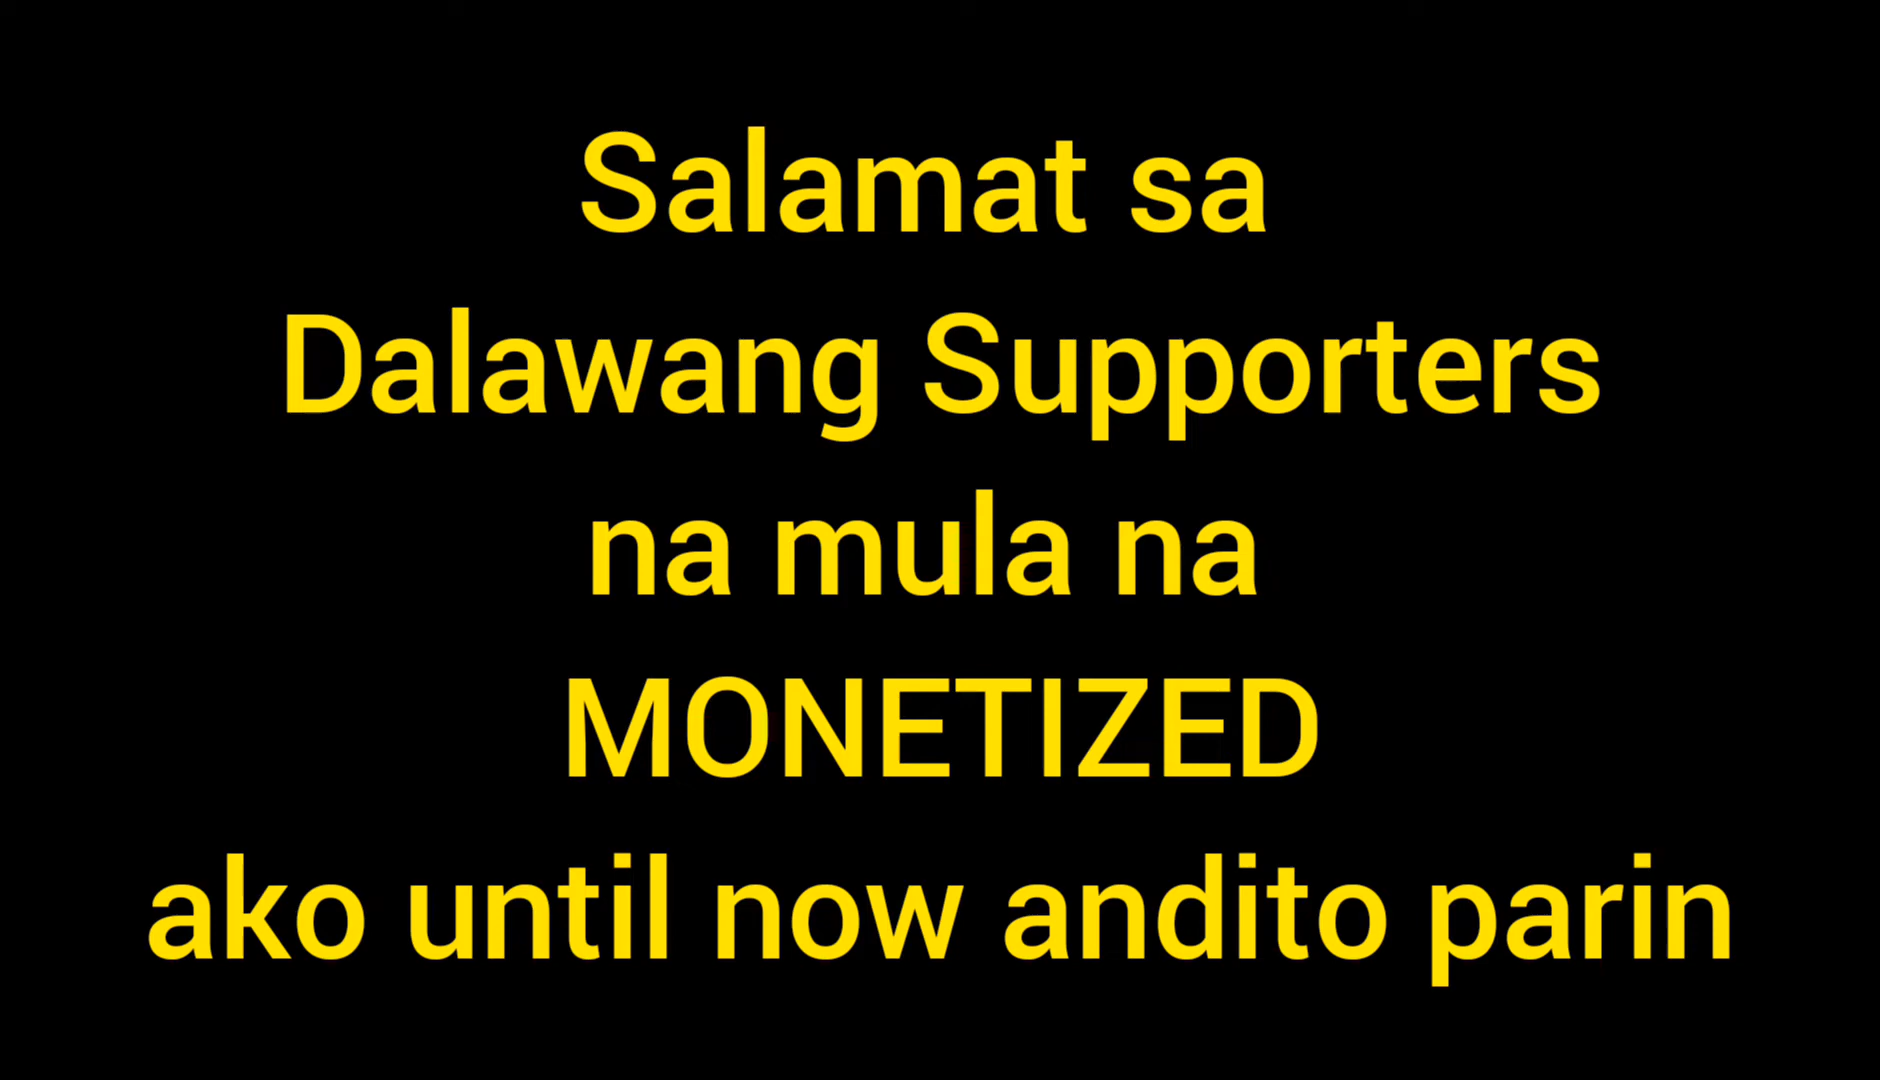 Salamat sa
Dalawang Supporters
na mula na
MONETIZED
ako until now andito parin